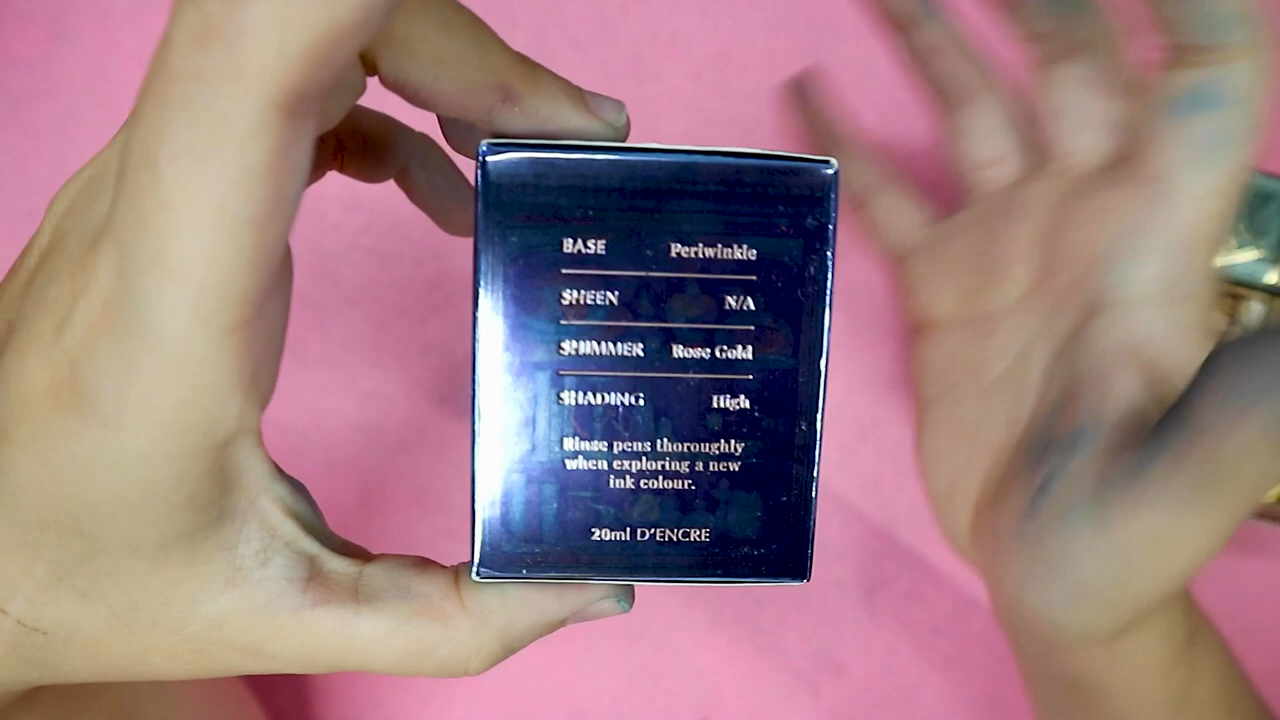 BASE Periwinkle
SHEEN N/A
SHIMMER Rose Gold
SHADING High
Rinse pens thoroughly
when exploring a new
ink colour.
20ml D'ENCRE